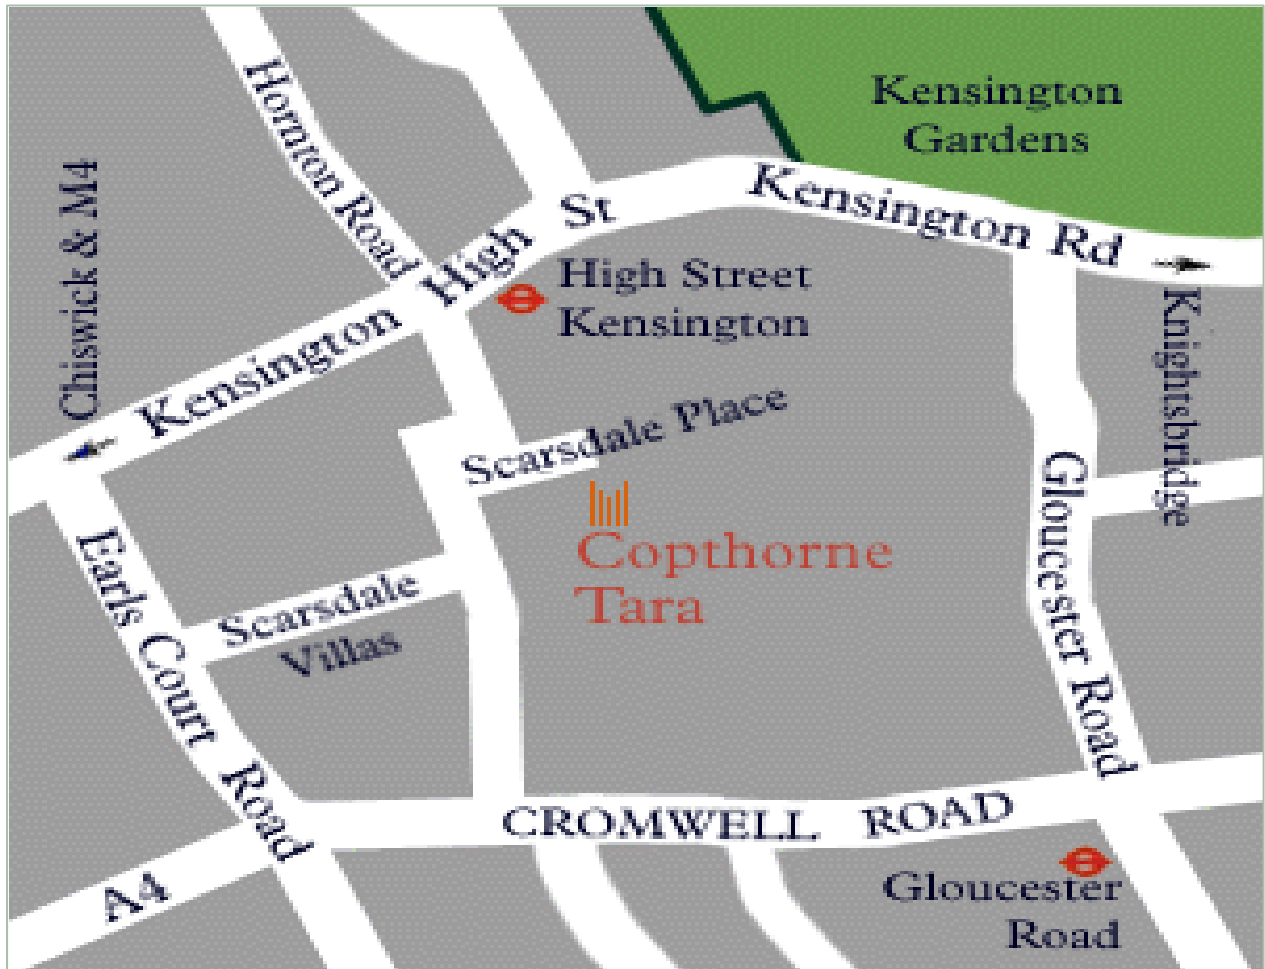 Kensington
Gardens
Hornton Road
Chiswick & M4
Kensington High St
Kensington Rd
High Street
Kensington
Knightsbridge
Scarsdale Place
Copthorne
Tara
Gloucester Road
Earls Court Road
Scarsdale
Villas
CROMWELL ROAD
A4
Gloucester
Road